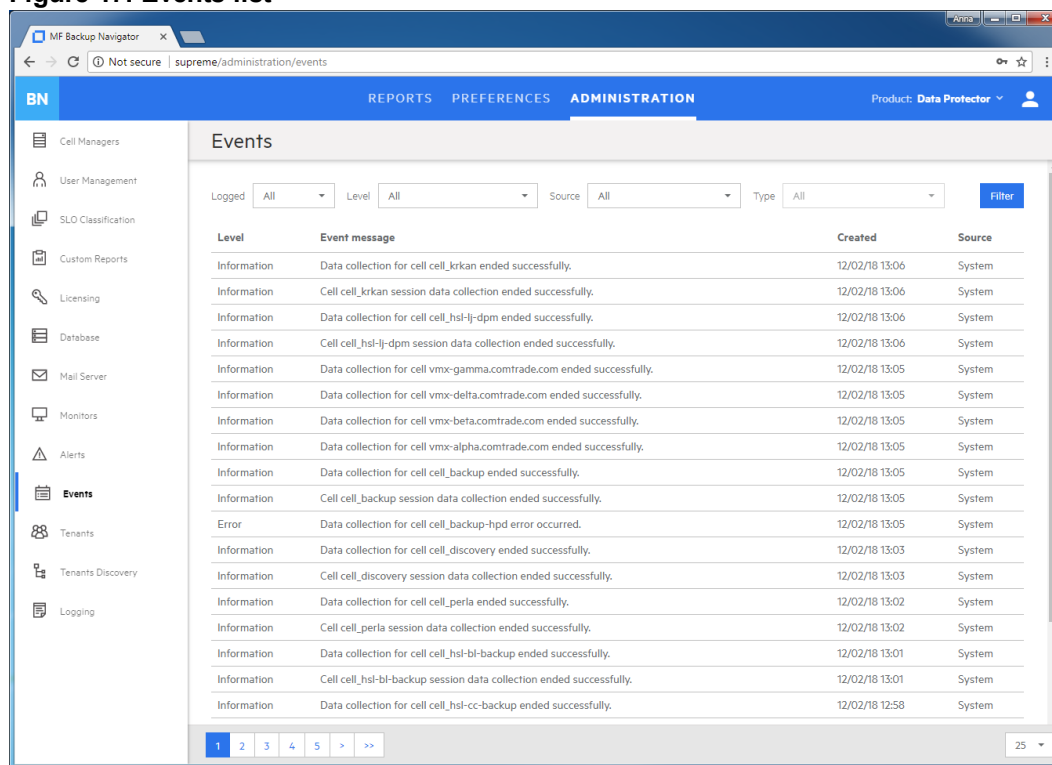 Figure 4.1 Events list
Anna
MF Backup Navigator
Not secure | supreme/administration/events
BN REPORTS PREFERENCES ADMINISTRATION Product: Data Protector
Cell Managers
User Management
SLO Classification
Custom Reports
Licensing
Database
Mail Server
Monitors
Alerts
Events
Tenants
Tenants Discovery
Logging
Events
Logged All Level All Source All Type All Filter
Level Event message Created Source
Information Data collection for cell cell_krkan ended successfully. 12/02/18 13:06 System
Information Cell cell_krkan session data collection ended successfully. 12/02/18 13:06 System
Information Data collection for cell cell_hsl-lj-dpm ended successfully. 12/02/18 13:06 System
Information Cell cell_hsl-lj-dpm session data collection ended successfully. 12/02/18 13:06 System
Information Data collection for cell vmx-gamma.comtrade.com ended successfully. 12/02/18 13:05 System
Information Data collection for cell vmx-delta.comtrade.com ended successfully. 12/02/18 13:05 System
Information Data collection for cell vmx-beta.comtrade.com ended successfully. 12/02/18 13:05 System
Information Data collection for cell vmx-alpha.comtrade.com ended successfully. 12/02/18 13:05 System
Information Data collection for cell cell_backup ended successfully. 12/02/18 13:05 System
Information Cell cell_backup session data collection ended successfully. 12/02/18 13:05 System
Error Data collection for cell cell_backup-hpd error occurred. 12/02/18 13:05 System
Information Data collection for cell cell_discovery ended successfully. 12/02/18 13:03 System
Information Cell cell_discovery session data collection ended successfully. 12/02/18 13:03 System
Information Data collection for cell cell_perla ended successfully. 12/02/18 13:02 System
Information Cell cell_perla session data collection ended successfully. 12/02/18 13:02 System
Information Data collection for cell cell_hsl-bl-backup ended successfully. 12/02/18 13:01 System
Information Cell cell_hsl-bl-backup session data collection ended successfully. 12/02/18 13:01 System
Information Data collection for cell cell_hsl-cc-backup ended successfully. 12/02/18 12:58 System
1 2 3 4 5 > >> 25